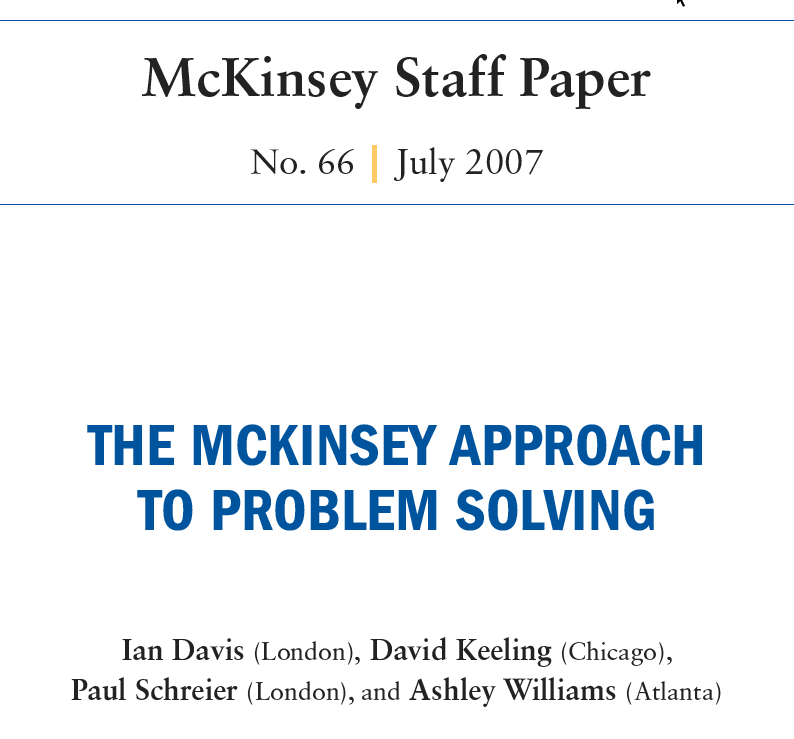 McKinsey Staff Paper
No. 66 | July 2007
THE MCKINSEY APPROACH
TO PROBLEM SOLVING
Ian Davis (London), David Keeling (Chicago),
Paul Schreier (London), and Ashley Williams (Atlanta)